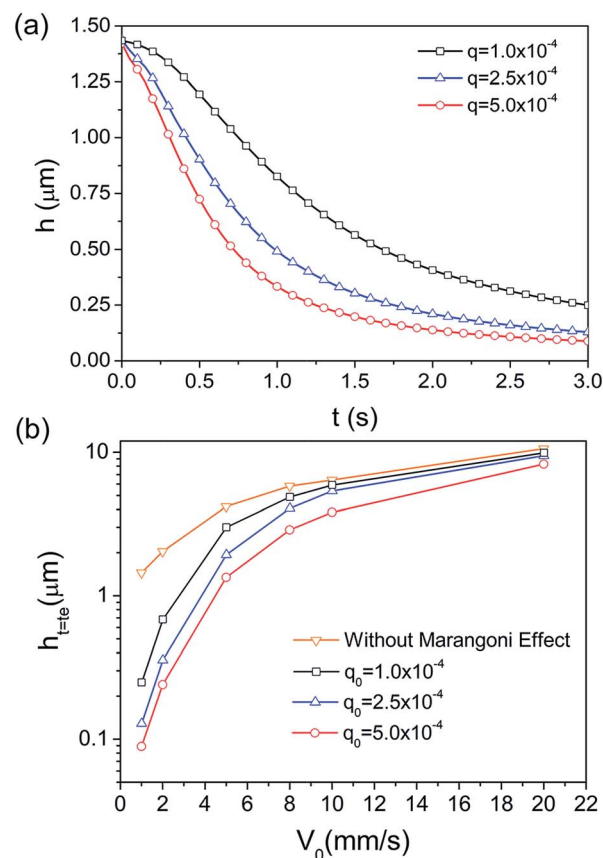 (a)
1.50
1.25
1.00
0.75
0.50
0.25
0.00
h (μm)
q=1.0x10⁻⁴
q=2.5x10⁻⁴
q=5.0x10⁻⁴
0.0 0.5 1.0 1.5 2.0 2.5 3.0
t (s)
(b)
10
1
0.1
hₜ₌ₜₑ(μm)
Without Marangoni Effect
q₀=1.0x10⁻⁴
q₀=2.5x10⁻⁴
q₀=5.0x10⁻⁴
0 2 4 6 8 10 12 14 16 18 20 22
V₀(mm/s)